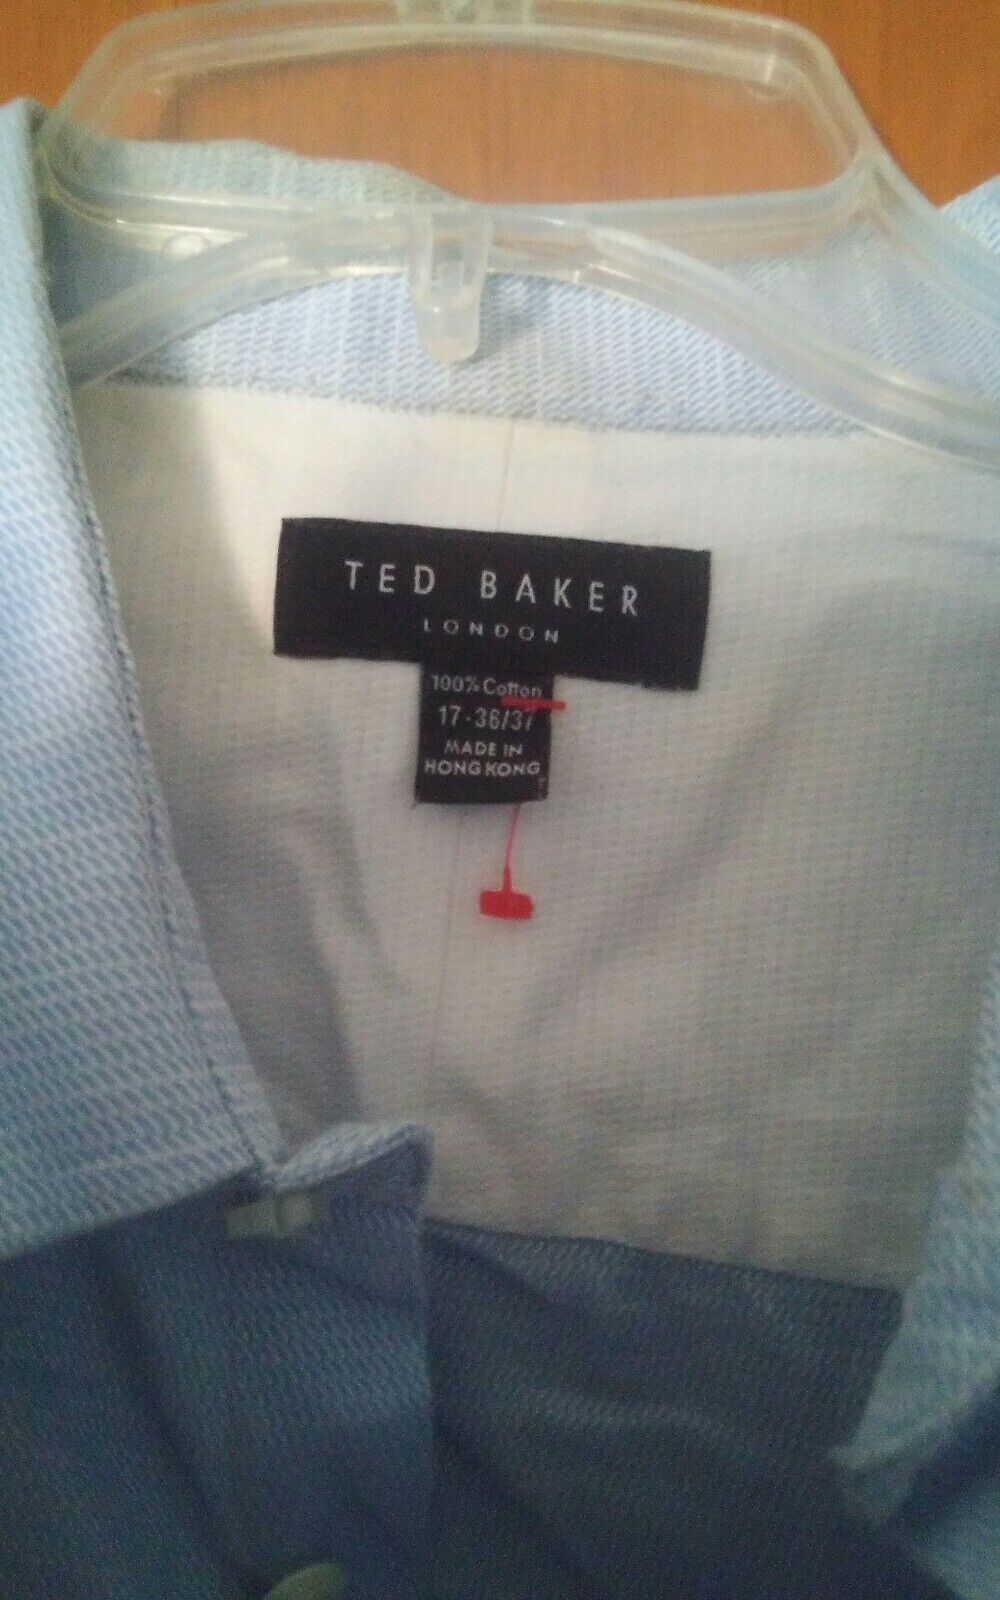 TED BAKER
LONDON
100% Cotton
17-36/37
MADE IN
HONG KONG